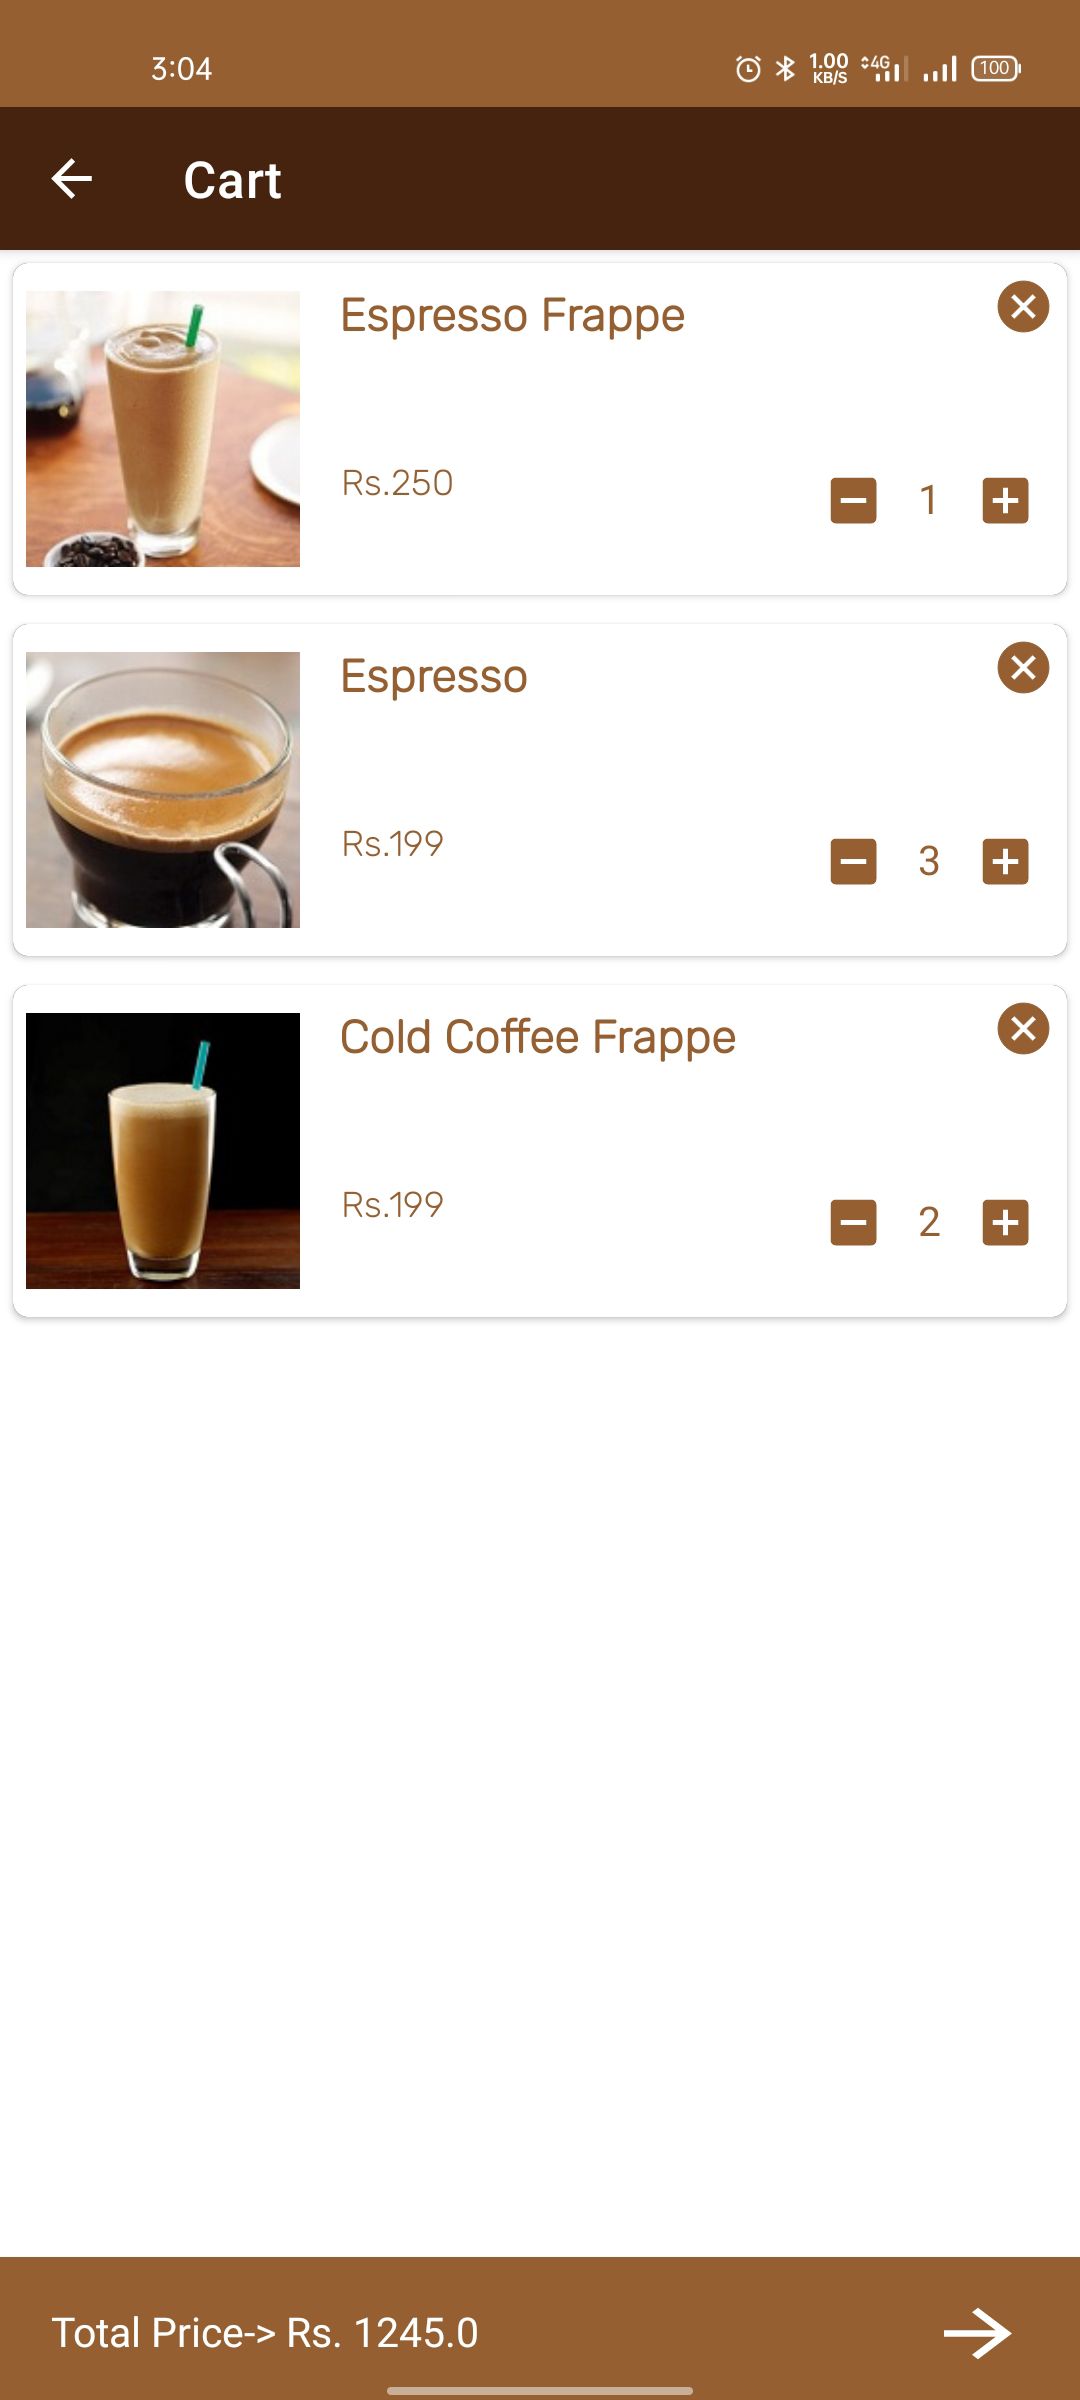 3:04
1.00 KB/S 4G 100
Cart
Espresso Frappe
Rs.250
1
Espresso
Rs.199
3
Cold Coffee Frappe
Rs.199
2
Total Price-> Rs. 1245.0